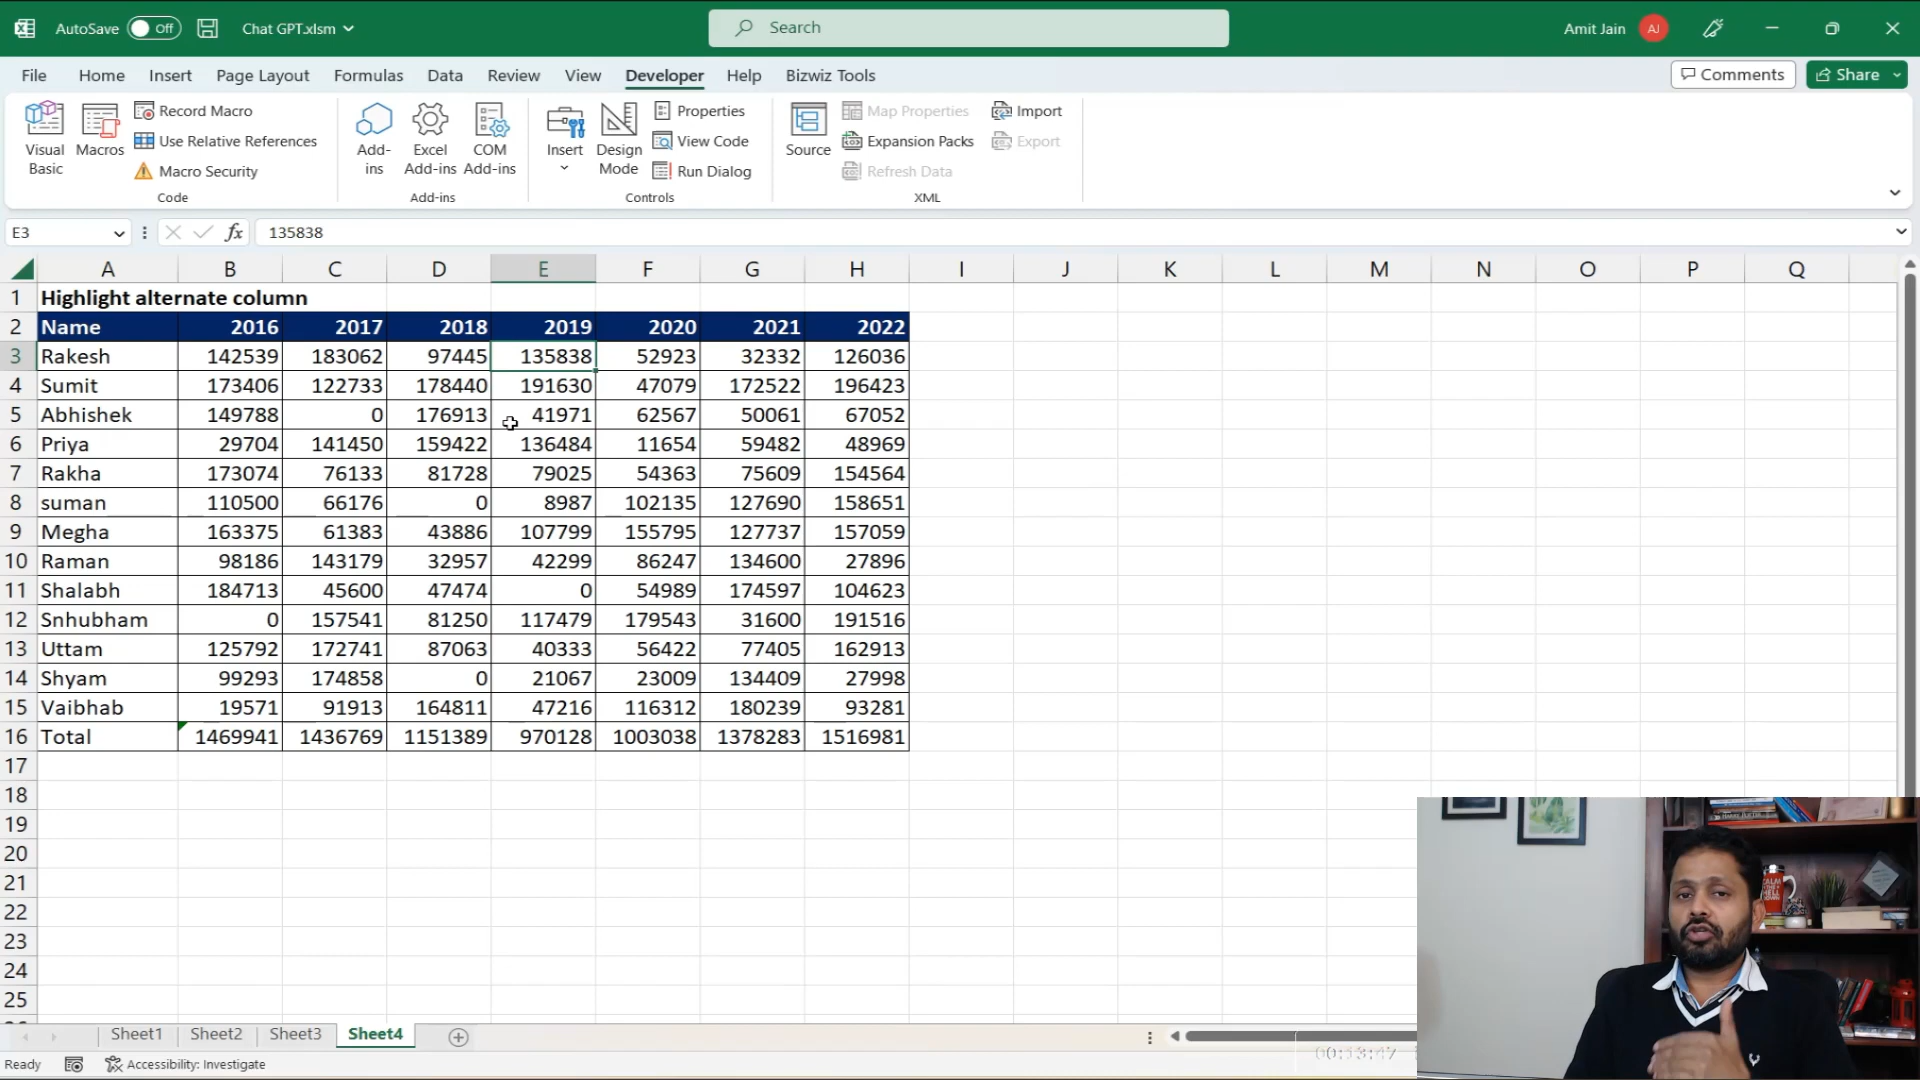 AutoSave Off Chat GPT.xlsm Search Amit Jain AJ
File Home Insert Page Layout Formulas Data Review View Developer Help Bizwiz Tools Comments Share
Visual Basic
Macros
Record Macro
Use Relative References
Macro Security
Code
Add-ins
Excel Add-ins
COM Add-ins
Add-ins
Insert
Design Mode
Properties
View Code
Run Dialog
Controls
Source
Map Properties
Expansion Packs
Refresh Data
Import
Export
XML
E3 fx 135838
A B C D E F G H I J K L M N O P Q
1 Highlight alternate column
2 Name 2016 2017 2018 2019 2020 2021 2022
3 Rakesh 142539 183062 97445 135838 52923 32332 126036
4 Sumit 173406 122733 178440 191630 47079 172522 196423
5 Abhishek 149788 0 176913 41971 62567 50061 67052
6 Priya 29704 141450 159422 136484 11654 59482 48969
7 Rakha 173074 76133 81728 79025 54363 75609 154564
8 suman 110500 66176 0 8987 102135 127690 158651
9 Megha 163375 61383 43886 107799 155795 127737 157059
10 Raman 98186 143179 32957 42299 86247 134600 27896
11 Shalabh 184713 45600 47474 0 54989 174597 104623
12 Snhubham 0 157541 81250 117479 179543 31600 191516
13 Uttam 125792 172741 87063 40333 56422 77405 162913
14 Shyam 99293 174858 0 21067 23009 134409 27998
15 Vaibhab 19571 91913 164811 47216 116312 180239 93281
16 Total 1469941 1436769 1151389 970128 1003038 1378283 1516981
17
18
19
20
21
22
23
24
25
CALM
THE
HELL
Sheet1 Sheet2 Sheet3 Sheet4
Ready Accessibility: Investigate